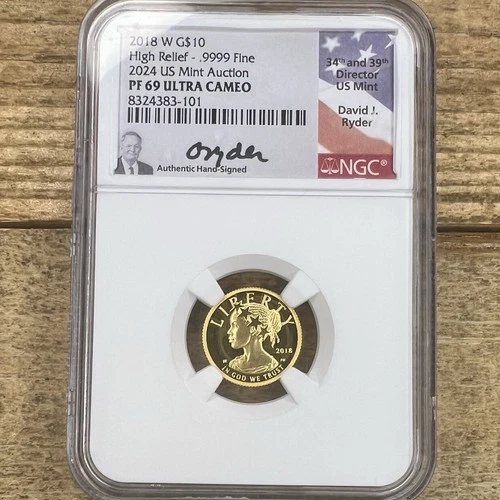 2018 W G$10
High Relief - .9999 Fine
2024 US Mint Auction
PF 69 ULTRA CAMEO
8324383-101
Oryder
Authentic Hand-Signed
34th and 39th
Director
US Mint
David J.
Ryder
NGC®
LIBERTY
2018
IN GOD WE TRUST